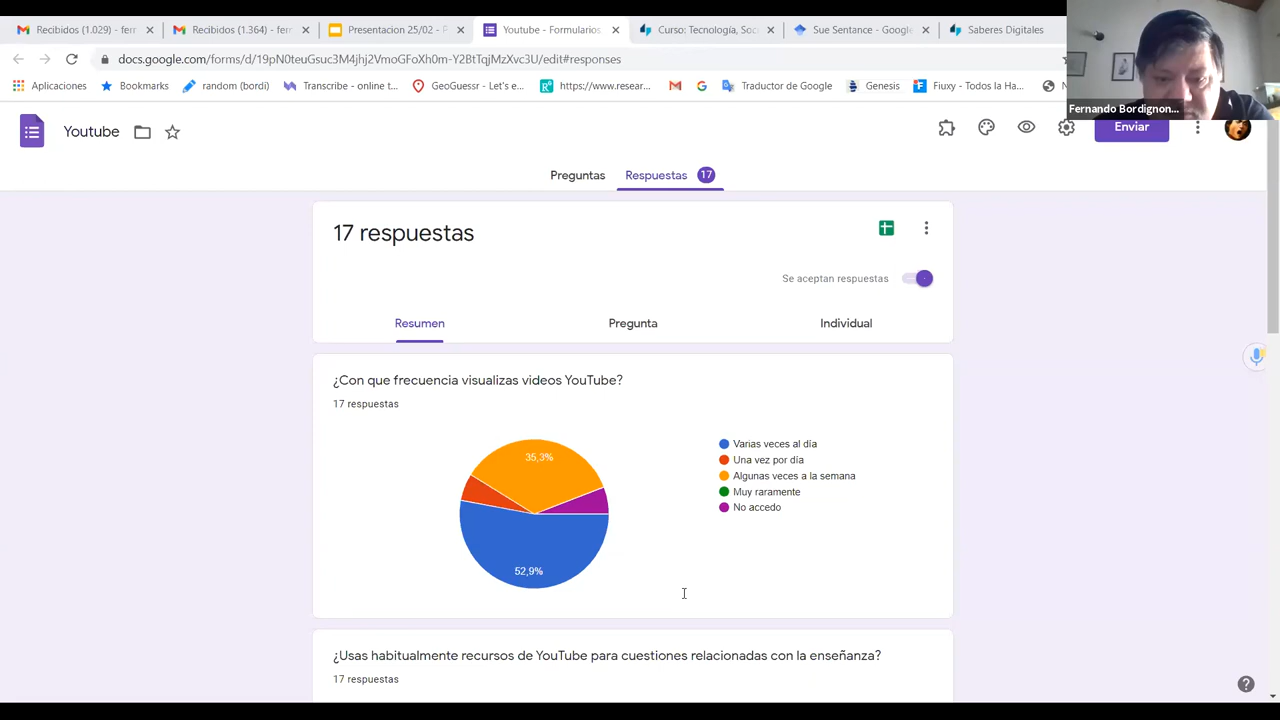 Recibidos (1.029) - ferr
Recibidos (1.364) - ferm
Presentacion 25/02 - P
Youtube - Formularios
Curso: Tecnología, Soc
Sue Sentance - Google
Saberes Digitales
docs.google.com/forms/d/19pN0teuGsuc3M4jhj2VmoGFoXh0m-Y2BtTqjMzXvc3U/edit#responses
Aplicaciones
Bookmarks
random (bordi)
Transcribe - online t...
GeoGuessr - Let's e...
https://www.resear...
Traductor de Google
Genesis
Fiuxy - Todos la Ha...
Fernando Bordignon...
Youtube
Enviar
Preguntas
Respuestas 17
17 respuestas
Se aceptan respuestas
Resumen
Pregunta
Individual
¿Con que frecuencia visualizas videos YouTube?
17 respuestas
35,3%
52,9%
Varias veces al día
Una vez por día
Algunas veces a la semana
Muy raramente
No accedo
¿Usas habitualmente recursos de YouTube para cuestiones relacionadas con la enseñanza?
17 respuestas